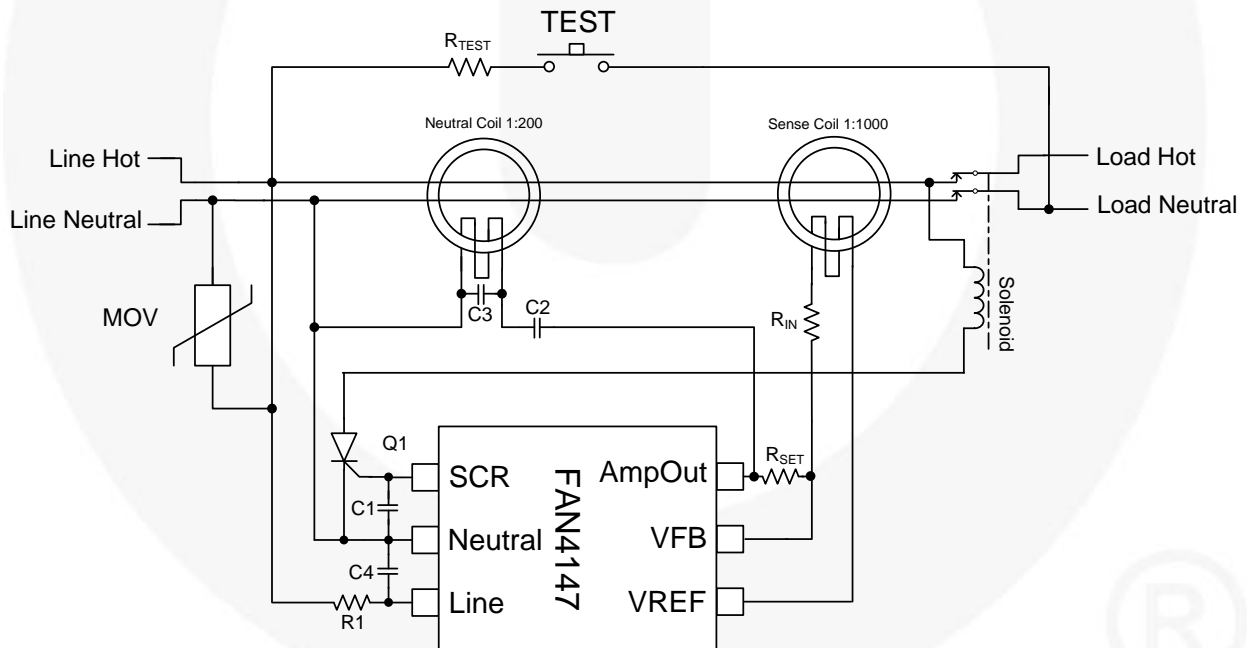 TEST
RTEST
Neutral Coil 1:200
Sense Coil 1:1000
Line Hot
Load Hot
Line Neutral
Load Neutral
MOV
C3
C2
RIN
Solenoid
Q1
SCR
AmpOut
RSET
C1
FAN4147
Neutral
VFB
C4
Line
VREF
R1
®